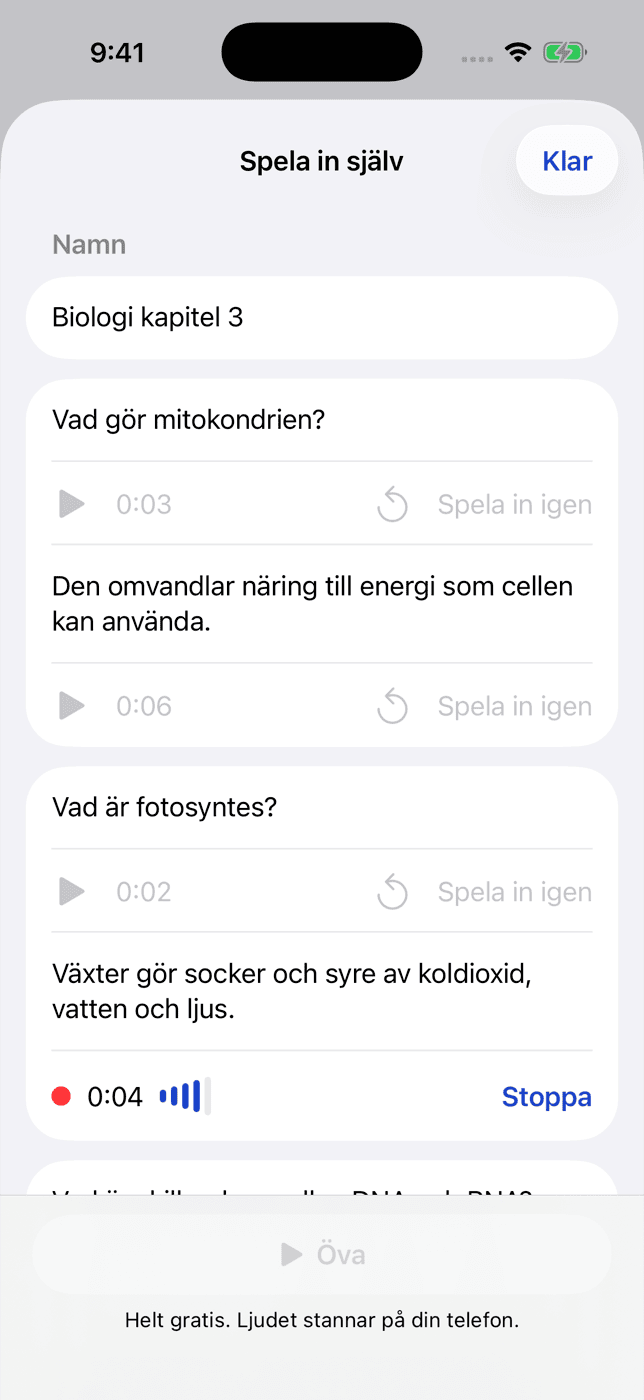 9:41
Spela in själv
Klar
Namn
Biologi kapitel 3
Vad gör mitokondrien?
0:03
Spela in igen
Den omvandlar näring till energi som cellen
kan använda.
0:06
Spela in igen
Vad är fotosyntes?
0:02
Spela in igen
Växter gör socker och syre av koldioxid,
vatten och ljus.
0:04
Stoppa
Öva
Helt gratis. Ljudet stannar på din telefon.